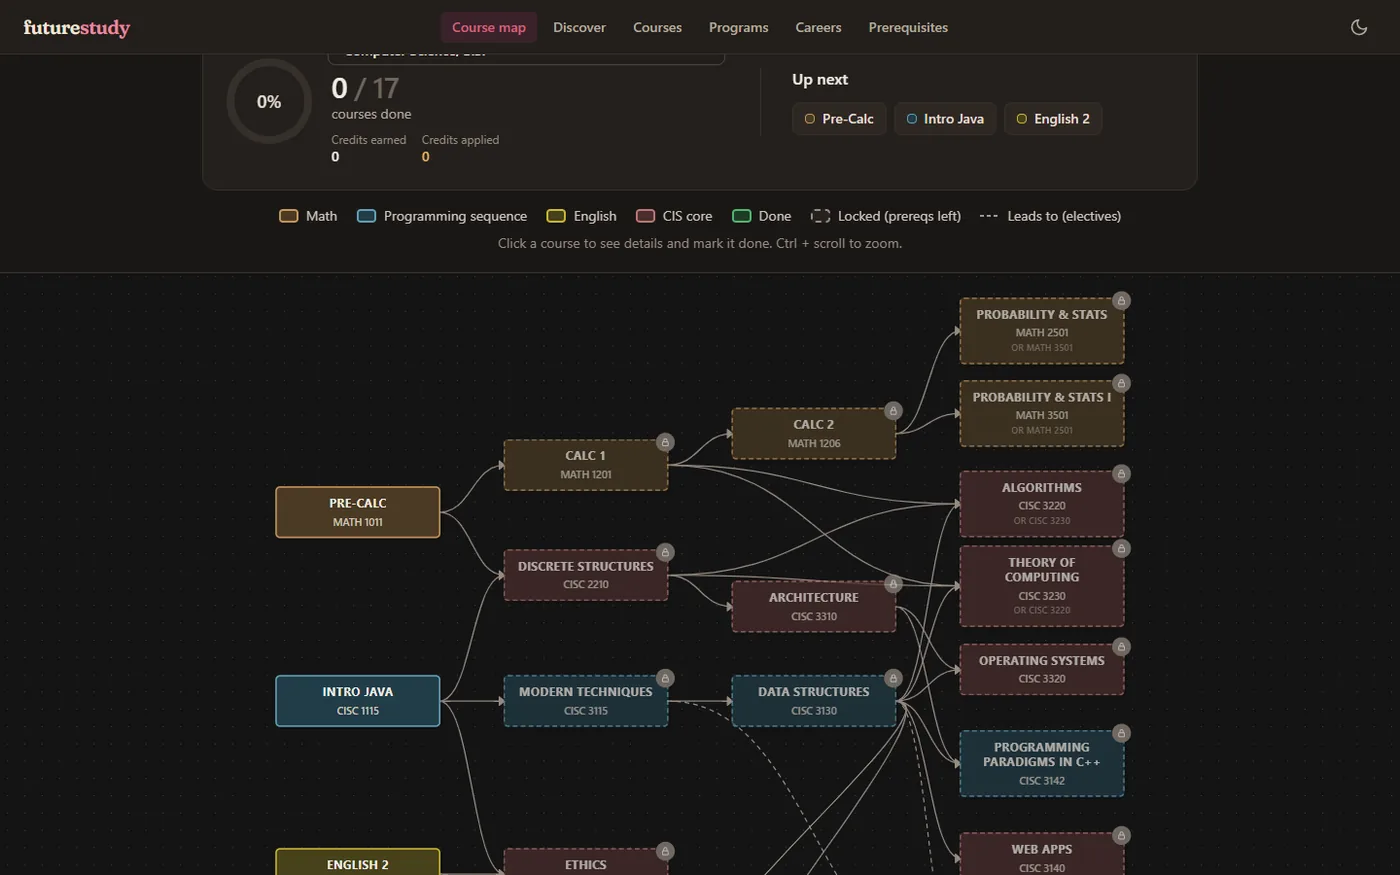 futurestudy
Course map
Discover
Courses
Programs
Careers
Prerequisites
0%
0 / 17
courses done
Credits earned
Credits applied
0
0
Up next
Pre-Calc
Intro Java
English 2
Math
Programming sequence
English
CIS core
Done
Locked (prereqs left)
Leads to (electives)
Click a course to see details and mark it done. Ctrl + scroll to zoom.
PROBABILITY & STATS
MATH 2501
OR MATH 3501
PROBABILITY & STATS I
MATH 3501
OR MATH 2501
CALC 2
MATH 1206
CALC 1
MATH 1201
ALGORITHMS
CISC 3220
OR CISC 3230
PRE-CALC
MATH 1011
DISCRETE STRUCTURES
CISC 2210
THEORY OF
COMPUTING
CISC 3230
OR CISC 3220
ARCHITECTURE
CISC 3310
OPERATING SYSTEMS
CISC 3320
INTRO JAVA
CISC 1115
MODERN TECHNIQUES
CISC 3115
DATA STRUCTURES
CISC 3130
PROGRAMMING
PARADIGMS IN C++
CISC 3142
WEB APPS
CISC 3140
ENGLISH 2
ETHICS